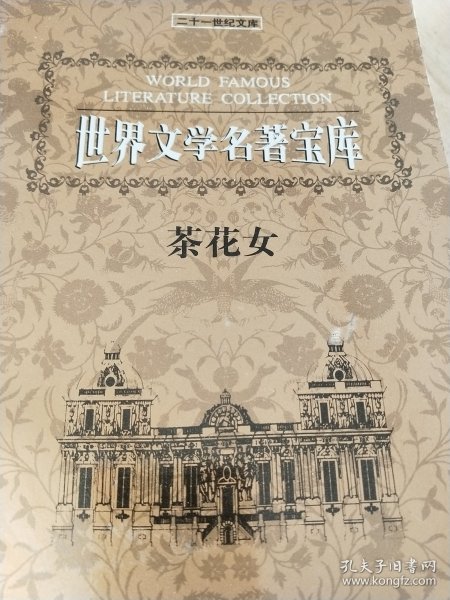 二十一世纪文库
WORLD FAMOUS
LITERATURE COLLECTION
世界文学名著宝库
茶花女
孔夫子旧书网
www.kongfz.com